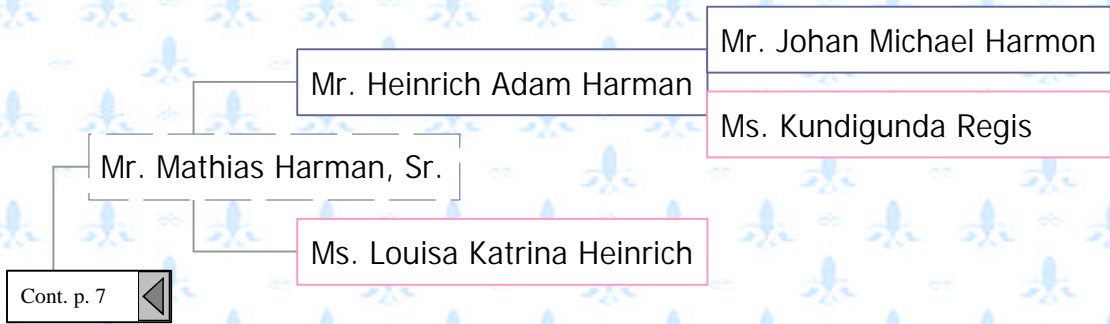 Mr. Johan Michael Harmon
Mr. Heinrich Adam Harman
Ms. Kundigunda Regis
Mr. Mathias Harman, Sr.
Ms. Louisa Katrina Heinrich
Cont. p. 7